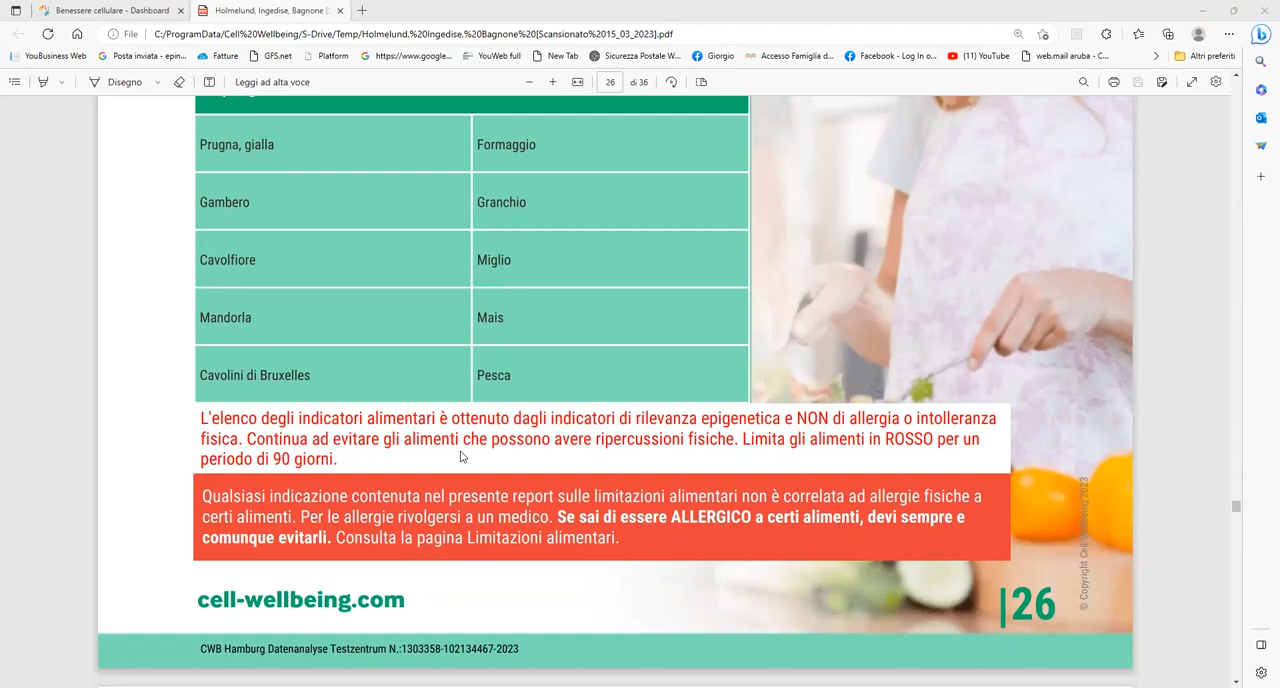 Benessere cellulare - Dashboard
Holmelund, Ingedise, Bagnone [
File C:/ProgramData/Cell%20Wellbeing/S-Drive/Temp/Holmelund,%20Ingedise,%20Bagnone%20[Scansionato%2015_03_2023].pdf
YouBusiness Web Posta inviata - epin... Fatture GFS.net Platform https://www.google... YouWeb full New Tab Sicurezza Postale W... Giorgio Accesso Famiglia d... Facebook - Log In o... (11) YouTube web.mail aruba - C... Altri preferiti
Disegno Leggi ad alta voce 26 di 36
Prugna, gialla Formaggio
Gambero Granchio
Cavolfiore Miglio
Mandorla Mais
Cavolini di Bruxelles Pesca
L'elenco degli indicatori alimentari è ottenuto dagli indicatori di rilevanza epigenetica e NON di allergia o intolleranza
fisica. Continua ad evitare gli alimenti che possono avere ripercussioni fisiche. Limita gli alimenti in ROSSO per un
periodo di 90 giorni.
Qualsiasi indicazione contenuta nel presente report sulle limitazioni alimentari non è correlata ad allergie fisiche a
certi alimenti. Per le allergie rivolgersi a un medico. Se sai di essere ALLERGICO a certi alimenti, devi sempre e
comunque evitarli. Consulta la pagina Limitazioni alimentari.
© Copyright Cell Wellbeing 2023
cell-wellbeing.com
|26
CWB Hamburg Datenanalyse Testzentrum N.:1303358-102134467-2023